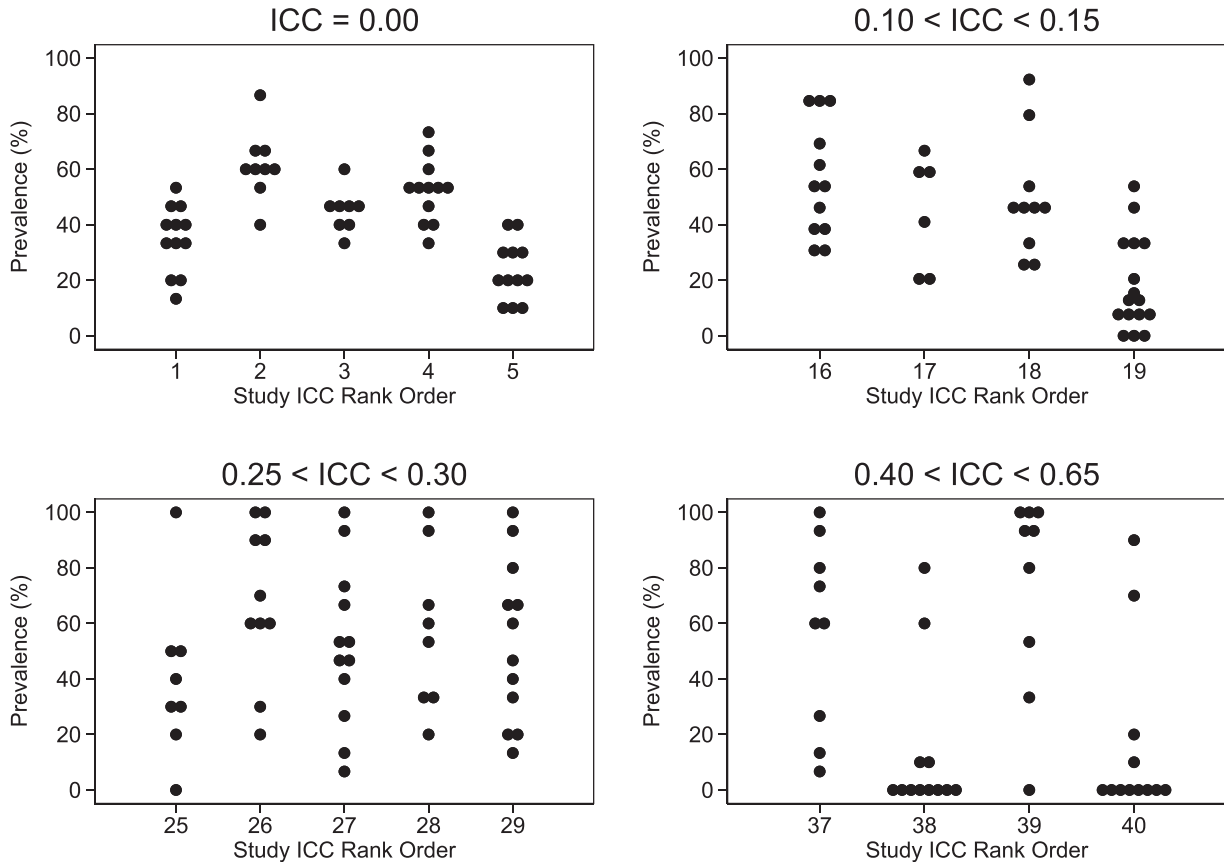 ICC = 0.00
100
80
60
40
20
0
Prevalence (%)
1 2 3 4 5
Study ICC Rank Order
0.10 < ICC < 0.15
100
80
60
40
20
0
Prevalence (%)
16 17 18 19
Study ICC Rank Order
0.25 < ICC < 0.30
100
80
60
40
20
0
Prevalence (%)
25 26 27 28 29
Study ICC Rank Order
0.40 < ICC < 0.65
100
80
60
40
20
0
Prevalence (%)
37 38 39 40
Study ICC Rank Order